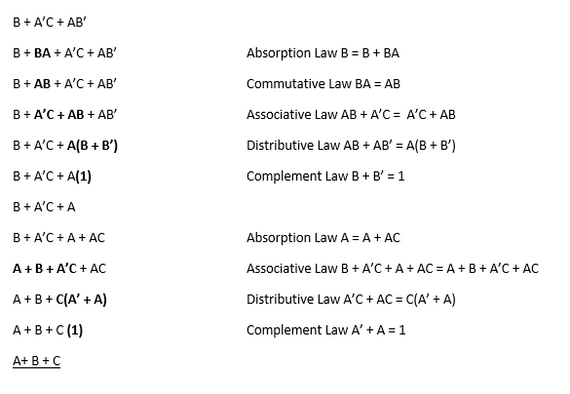 B + A’C + AB’
B + BA + A’C + AB’ Absorption Law B = B + BA
B + AB + A’C + AB’ Commutative Law BA = AB
B + A’C + AB + AB’ Associative Law AB + A’C = A’C + AB
B + A’C + A(B + B’) Distributive Law AB + AB’ = A(B + B’)
B + A’C + A(1) Complement Law B + B’ = 1
B + A’C + A
B + A’C + A + AC Absorption Law A = A + AC
A + B + A’C + AC Associative Law B + A’C + A + AC = A + B + A’C + AC
A + B + C(A’ + A) Distributive Law A’C + AC = C(A’ + A)
A + B + C (1) Complement Law A’ + A = 1
A+ B + C